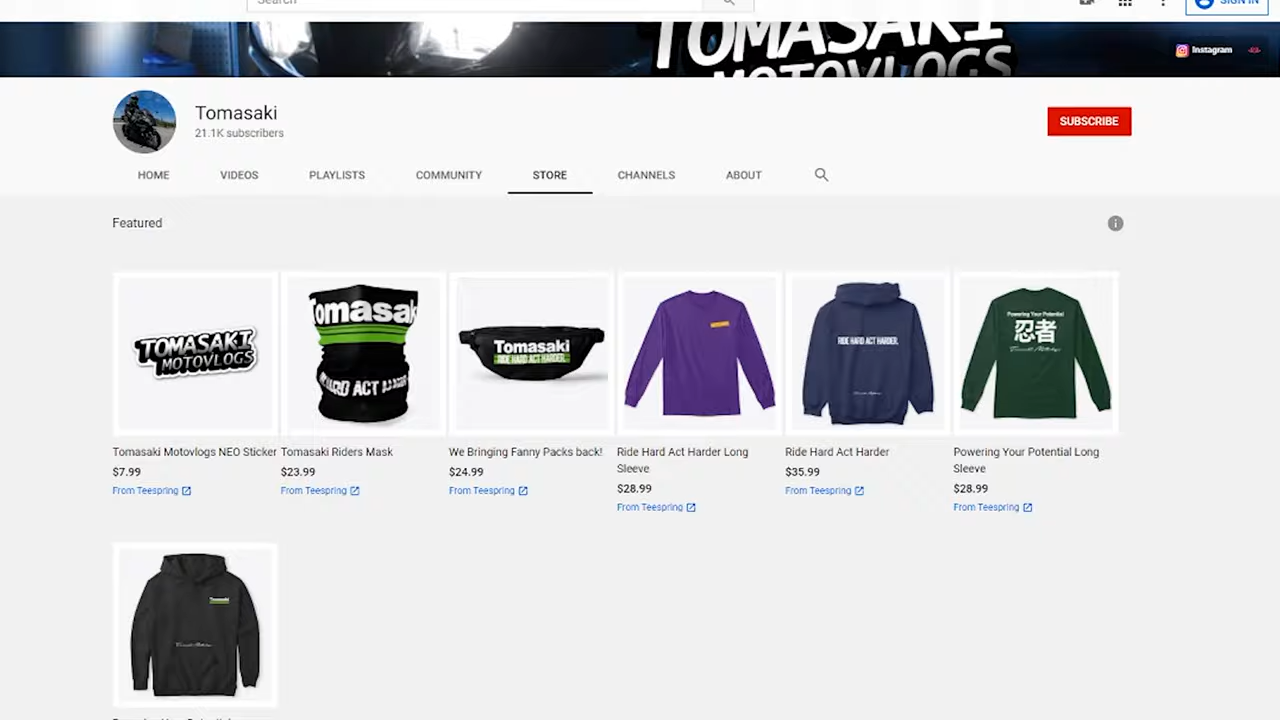 Search
SIGN IN
TOMASAKI
MOTOVLOGS
Instagram
Tomasaki
21.1K subscribers
SUBSCRIBE
HOME
VIDEOS
PLAYLISTS
COMMUNITY
STORE
CHANNELS
ABOUT
Featured
TOMASAKI
MOTOVLOGS
Tomasak
HARD ACT HARDER
Tomasaki
RIDE HARD ACT HARDER.
RIDE HARD ACT HARDER.
Powering Your Potential
忍者
Tomasaki Motovlogs
Tomasaki
Tomasaki Motovlogs NEO Sticker
$7.99
From Teespring
Tomasaki Riders Mask
$23.99
From Teespring
We Bringing Fanny Packs back!
$24.99
From Teespring
Ride Hard Act Harder Long
Sleeve
$28.99
From Teespring
Ride Hard Act Harder
$35.99
From Teespring
Powering Your Potential Long
Sleeve
$28.99
From Teespring